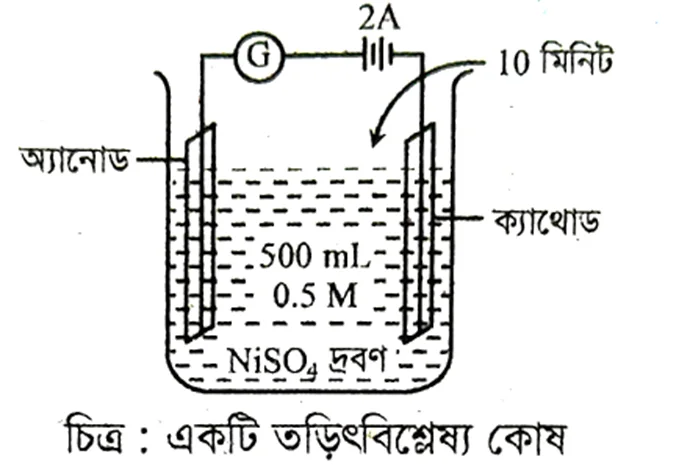 2A
G
10 মিনিট
অ্যানোড
ক্যাথোড
500 mL
0.5 M
NiSO₄ দ্রবণ
চিত্র : একটি তড়িৎবিশ্লেষ্য কোষ